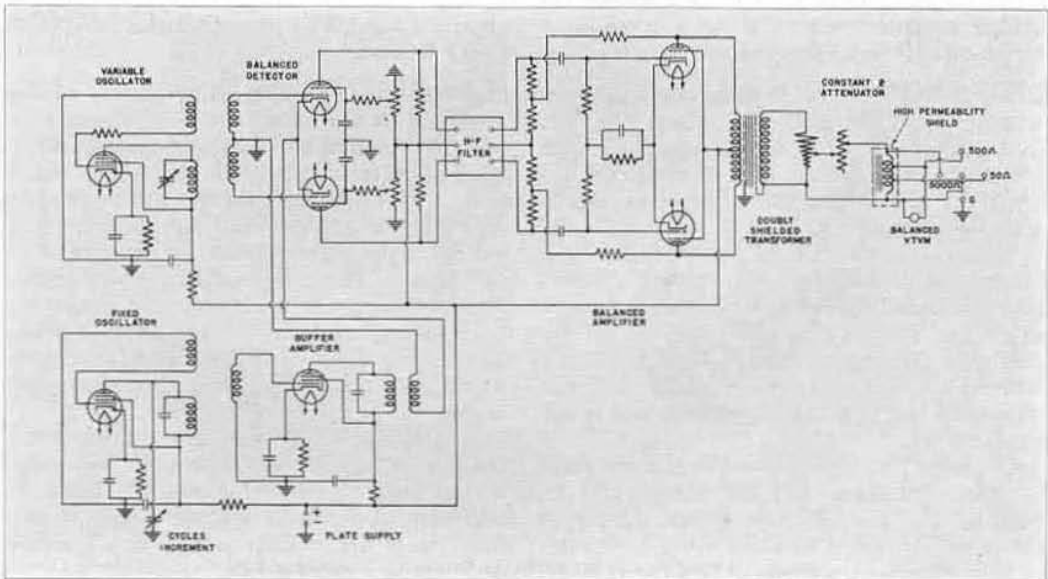 VARIABLE
OSCILLATOR
BALANCED
DETECTOR
H-F
FILTER
CONSTANT Z
ATTENUATOR
HIGH PERMEABILITY
SHIELD
500Ω
50Ω
5000Ω
G
BALANCED
VTVM
DOUBLY
SHIELDED
TRANSFORMER
BALANCED
AMPLIFIER
FIXED
OSCILLATOR
BUFFER
AMPLIFIER
CYCLES
INCREMENT
+
−
PLATE SUPPLY